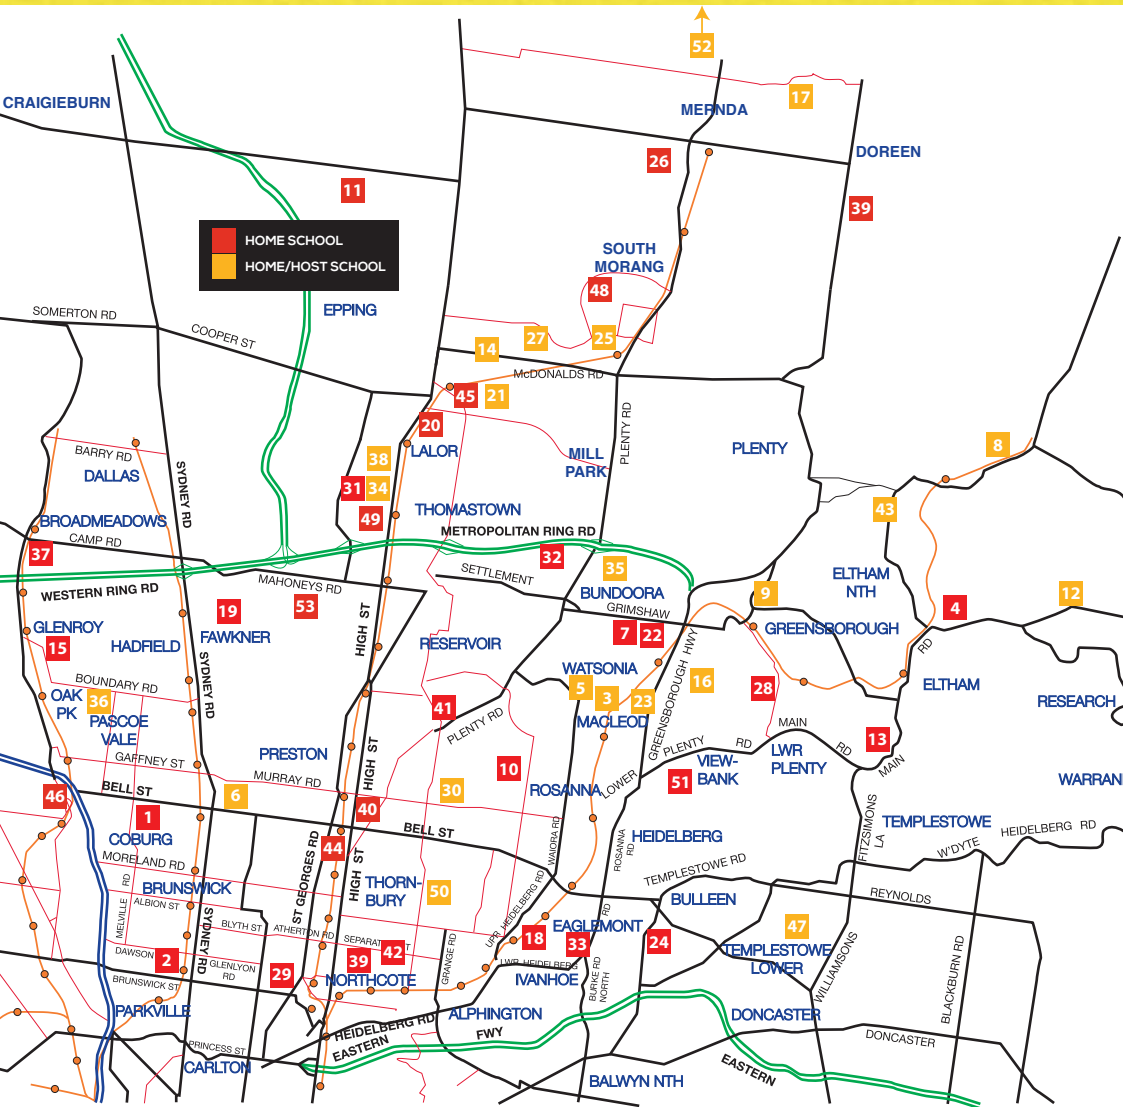 52
17
CRAIGIEBURN
MERNDA
DOREEN
26
11
39
HOME SCHOOL
HOME/HOST SCHOOL
SOUTH
MORANG
48
EPPING
SOMERTON RD
COOPER ST
27
25
14
McDONALDS RD
45
21
20
PLENTY RD
LALOR
MILL
PARK
PLENTY
8
BARRY RD
DALLAS
SYDNEY RD
38
31
34
49
THOMASTOWN
43
BROADMEADOWS
CAMP RD
37
METROPOLITAN RING RD
32
SETTLEMENT
35
BUNDOORA
GRIMSHAW
ELTHAM
NTH
WESTERN RING RD
MAHONEYS RD
9
4
12
19
53
FAWKNER
GLENROY
15
HADFIELD
HIGH ST
RESERVOIR
7
22
GREENSBOROUGH
RD
ELTHAM
BOUNDARY RD
SYDNEY RD
OAK
PK
36
PASCOE
VALE
WATSONIA
5
3
23
MACLEOD
GREENSBOROUGH HWY
16
28
RESEARCH
41
PLENTY RD
MAIN
RD
13
MAIN
PRESTON
GAFFNEY ST
MURRAY RD
HIGH ST
10
PLENTY
RD
VIEW-
BANK
LWR
PLENTY
51
LOWER
ROSANNA
WARRAN
46
BELL ST
6
30
40
1
COBURG
BELL ST
WAIORA RD
ROSANNA
RD
HEIDELBERG
FITZSIMONS
LA
TEMPLESTOWE
HEIDELBERG RD
W'DYTE
44
MORELAND RD
ST GEORGES RD
HIGH ST
BRUNSWICK
MELVILLE RD
ALBION ST
THORN-
BURY
50
TEMPLESTOWE RD
BULLEEN
REYNOLDS
SYDNEY RD
BLYTH ST
ATHERTON RD
UPR HEIDELBERG RD
RD
EAGLEMONT
47
18
33
24
TEMPLESTOWE
LOWER
DAWSON
2
GLENLYON
RD
29
39
42
NORTHCOTE
GRANGE RD
IVANHOE
BURKE RD
NORTH
WILLIAMSONS
BLACKBURN RD
BRUNSWICK ST
PARKVILLE
ALPHINGTON
DONCASTER
HEIDELBERG RD
EASTERN
FWY
DONCASTER
PRINCESS ST
CARLTON
BALWYN NTH
EASTERN